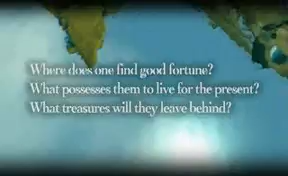 Where does one find good fortune?
What possesses them to live for the present?
What treasures will they leave behind?